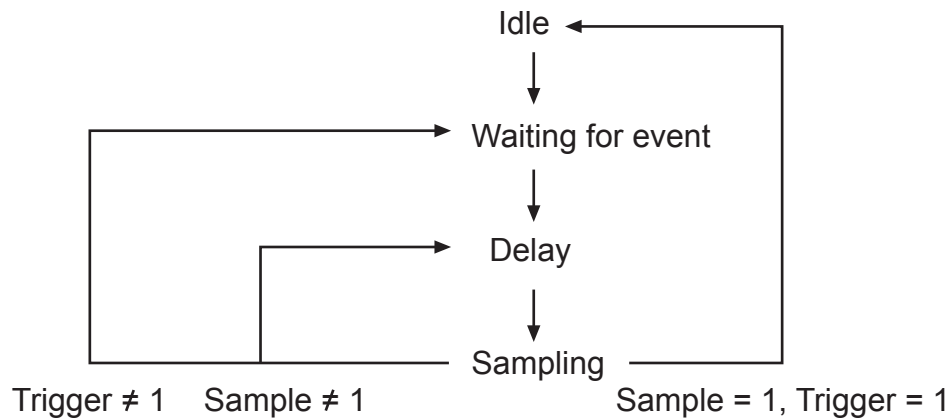 Idle
Waiting for event
Delay
Sampling
Trigger ≠ 1
Sample ≠ 1
Sample = 1, Trigger = 1